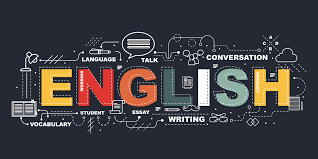 LANGUAGE
TALK
CONVERSATION
ENGLISH
VOCABULARY
STUDENT
ESSAY
WRITING